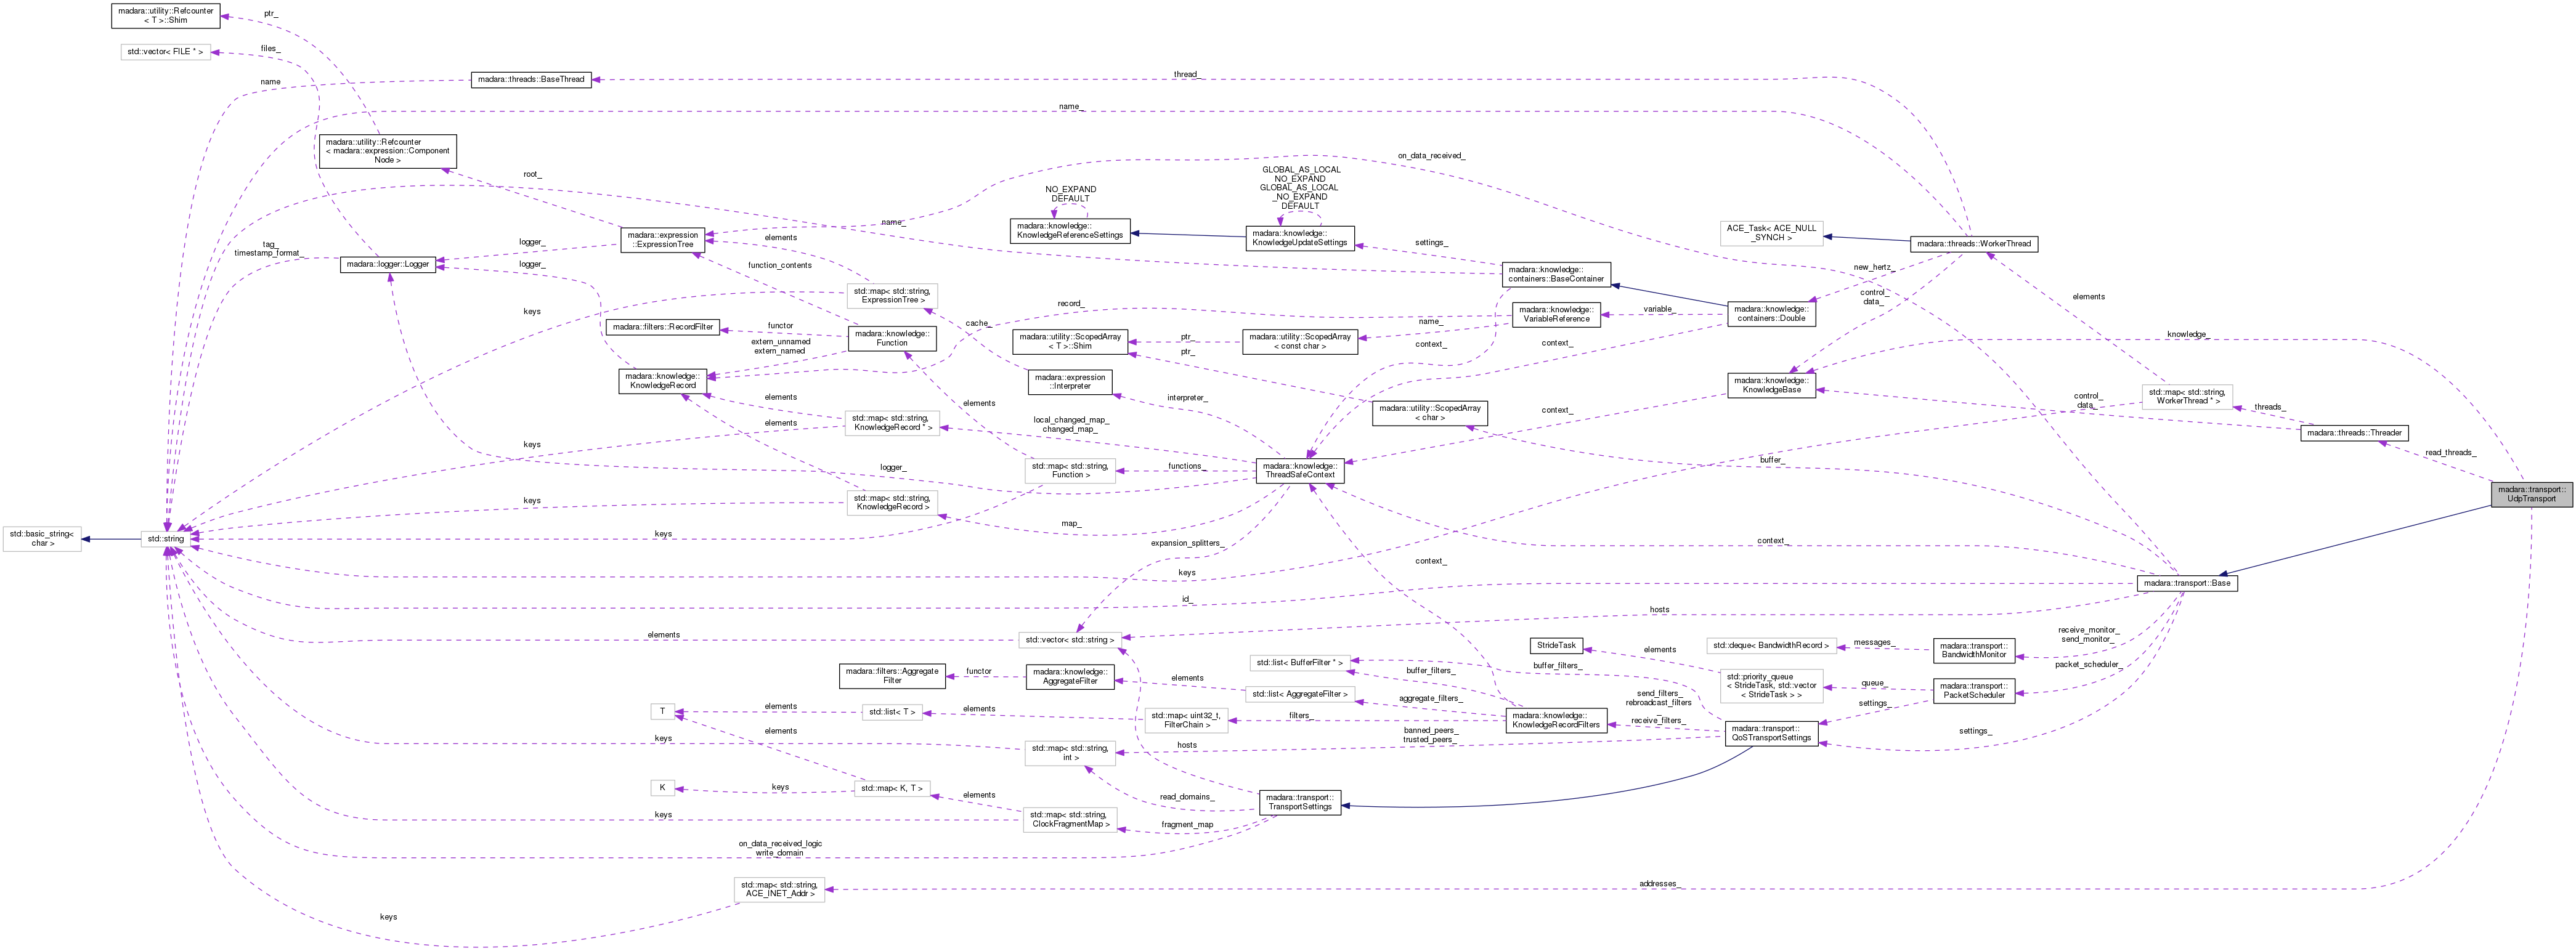 madara::utility::Refcounter
< T >::Shim
ptr_
std::vector< FILE * >
files_
name
madara::threads::BaseThread
thread_
name_
madara::utility::Refcounter
< madara::expression::Component
Node >
root_
on_data_received_
NO_EXPAND
DEFAULT
GLOBAL_AS_LOCAL
NO_EXPAND
GLOBAL_AS_LOCAL
_NO_EXPAND
DEFAULT
name_
madara::knowledge::
KnowledgeReferenceSettings
madara::knowledge::
KnowledgeUpdateSettings
settings_
ACE_Task< ACE_NULL
_SYNCH >
madara::threads::WorkerThread
madara::expression
::ExpressionTree
elements
logger_
tag_
timestamp_format_
madara::logger::Logger
logger_
function_contents
madara::knowledge::
containers::BaseContainer
new_hertz_
std::map< std::string,
ExpressionTree >
keys
record_
control_
data_
elements
madara::knowledge::
VariableReference
variable_
madara::knowledge::
containers::Double
madara::filters::RecordFilter
functor
madara::knowledge::
Function
cache_
name_
madara::utility::ScopedArray
< T >::Shim
ptr_
madara::utility::ScopedArray
< const char >
knowledge_
extern_unnamed
extern_named
context_
context_
ptr_
madara::knowledge::
KnowledgeRecord
madara::expression
::Interpreter
madara::knowledge::
KnowledgeBase
std::map< std::string,
WorkerThread * >
elements
elements
interpreter_
madara::utility::ScopedArray
< char >
control_
data_
threads_
std::map< std::string,
KnowledgeRecord * >
local_changed_map_
changed_map_
context_
madara::threads::Threader
elements
keys
logger_
std::map< std::string,
Function >
functions_
madara::knowledge::
ThreadSafeContext
buffer_
read_threads_
madara::transport::
UdpTransport
keys
std::map< std::string,
KnowledgeRecord >
map_
keys
std::basic_string<
char >
std::string
expansion_splitters_
context_
context_
keys
madara::transport::Base
id_
hosts
elements
std::vector< std::string >
receive_monitor_
send_monitor_
StrideTask
elements
std::deque< BandwidthRecord >
messages_
madara::transport::
BandwidthMonitor
madara::filters::Aggregate
Filter
functor
madara::knowledge::
AggregateFilter
std::list< BufferFilter * >
buffer_filters_
buffer_filters_
packet_scheduler_
elements
std::list< AggregateFilter >
aggregate_filters_
std::priority_queue
< StrideTask, std::vector
< StrideTask > >
queue_
madara::transport::
PacketScheduler
T
elements
std::list< T >
elements
std::map< uint32_t,
FilterChain >
filters_
madara::knowledge::
KnowledgeRecordFilters
send_filters_
rebroadcast_filters
_
receive_filters_
settings_
elements
keys
std::map< std::string,
int >
hosts
banned_peers_
trusted_peers_
madara::transport::
QoSTransportSettings
settings_
K
keys
std::map< K, T >
elements
read_domains_
madara::transport::
TransportSettings
keys
std::map< std::string,
ClockFragmentMap >
fragment_map
on_data_received_logic
write_domain
std::map< std::string,
ACE_INET_Addr >
addresses_
keys